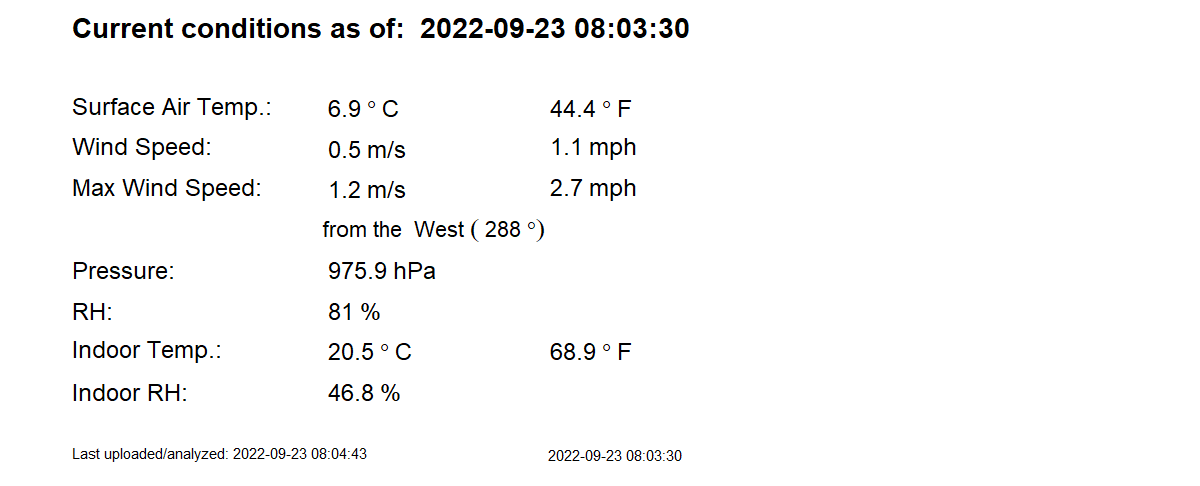 Current conditions as of: 2022-09-23 08:03:30
Surface Air Temp.: 6.9 ° C 44.4 ° F
Wind Speed: 0.5 m/s 1.1 mph
Max Wind Speed: 1.2 m/s 2.7 mph
from the West ( 288 °)
Pressure: 975.9 hPa
RH: 81 %
Indoor Temp.: 20.5 ° C 68.9 ° F
Indoor RH: 46.8 %
Last uploaded/analyzed: 2022-09-23 08:04:43 2022-09-23 08:03:30